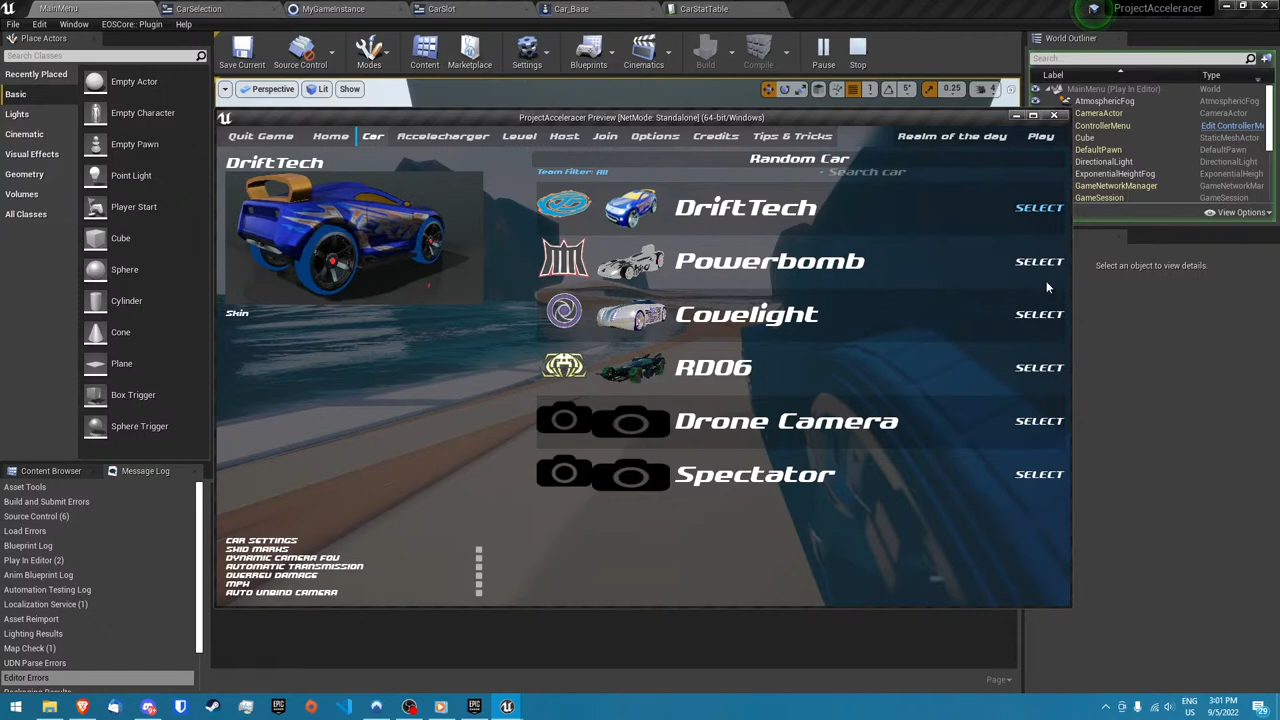 MainMenu CarSelection MyGameInstance CarSlot Car_Base CarStatTable ProjectAcceleracer
File Edit Window EOSCore:: Plugin Help
Place Actors
Search Classes
Recently Placed
Basic
Lights
Cinematic
Visual Effects
Geometry
Volumes
All Classes
Empty Actor
Empty Character
Empty Pawn
Point Light
Player Start
Cube
Sphere
Cylinder
Cone
Plane
Box Trigger
Sphere Trigger
Save Current Source Control Modes Content Marketplace Settings Blueprints Cinematics Build Compile Pause Stop
Perspective Lit Show 5° 0.25 4
ProjectAcceleracer Preview [NetMode: Standalone] (64-bit/Windows)
Quit Game Home Car Accelecharger Level Host Join Options Credits Tips & Tricks Realm of the day Play
DriftTech
Random Car
Team Filter: All - Search car
DriftTech SELECT
Powerbomb SELECT
Covelight SELECT
RD06 SELECT
Drone Camera SELECT
Spectator SELECT
Skin
CAR SETTINGS
SKID MARKS
DYNAMIC CAMERA FOV
AUTOMATIC TRANSMISSION
OVERREV DAMAGE
MPH
AUTO UNBIND CAMERA
World Outliner
Search...
Label Type
MainMenu (Play In Editor) World
AtmosphericFog AtmosphericFog
CameraActor CameraActor
ControllerMenu Edit ControllerMe
Cube StaticMeshActor
DefaultPawn DefaultPawn
DirectionalLight DirectionalLight
ExponentialHeightFog ExponentialHeigh
GameNetworkManager GameNetworkMar
GameSession GameSession
View Options
Select an object to view details.
Content Browser Message Log
Asset Tools
Build and Submit Errors
Source Control (6)
Load Errors
Blueprint Log
Play In Editor (2)
Anim Blueprint Log
Automation Testing Log
Localization Service (1)
Asset Reimport
Lighting Results
Map Check (1)
UDN Parse Errors
Editor Errors
Packaging Results
Page
ENG
US
3:01 PM
9/5/2022
29